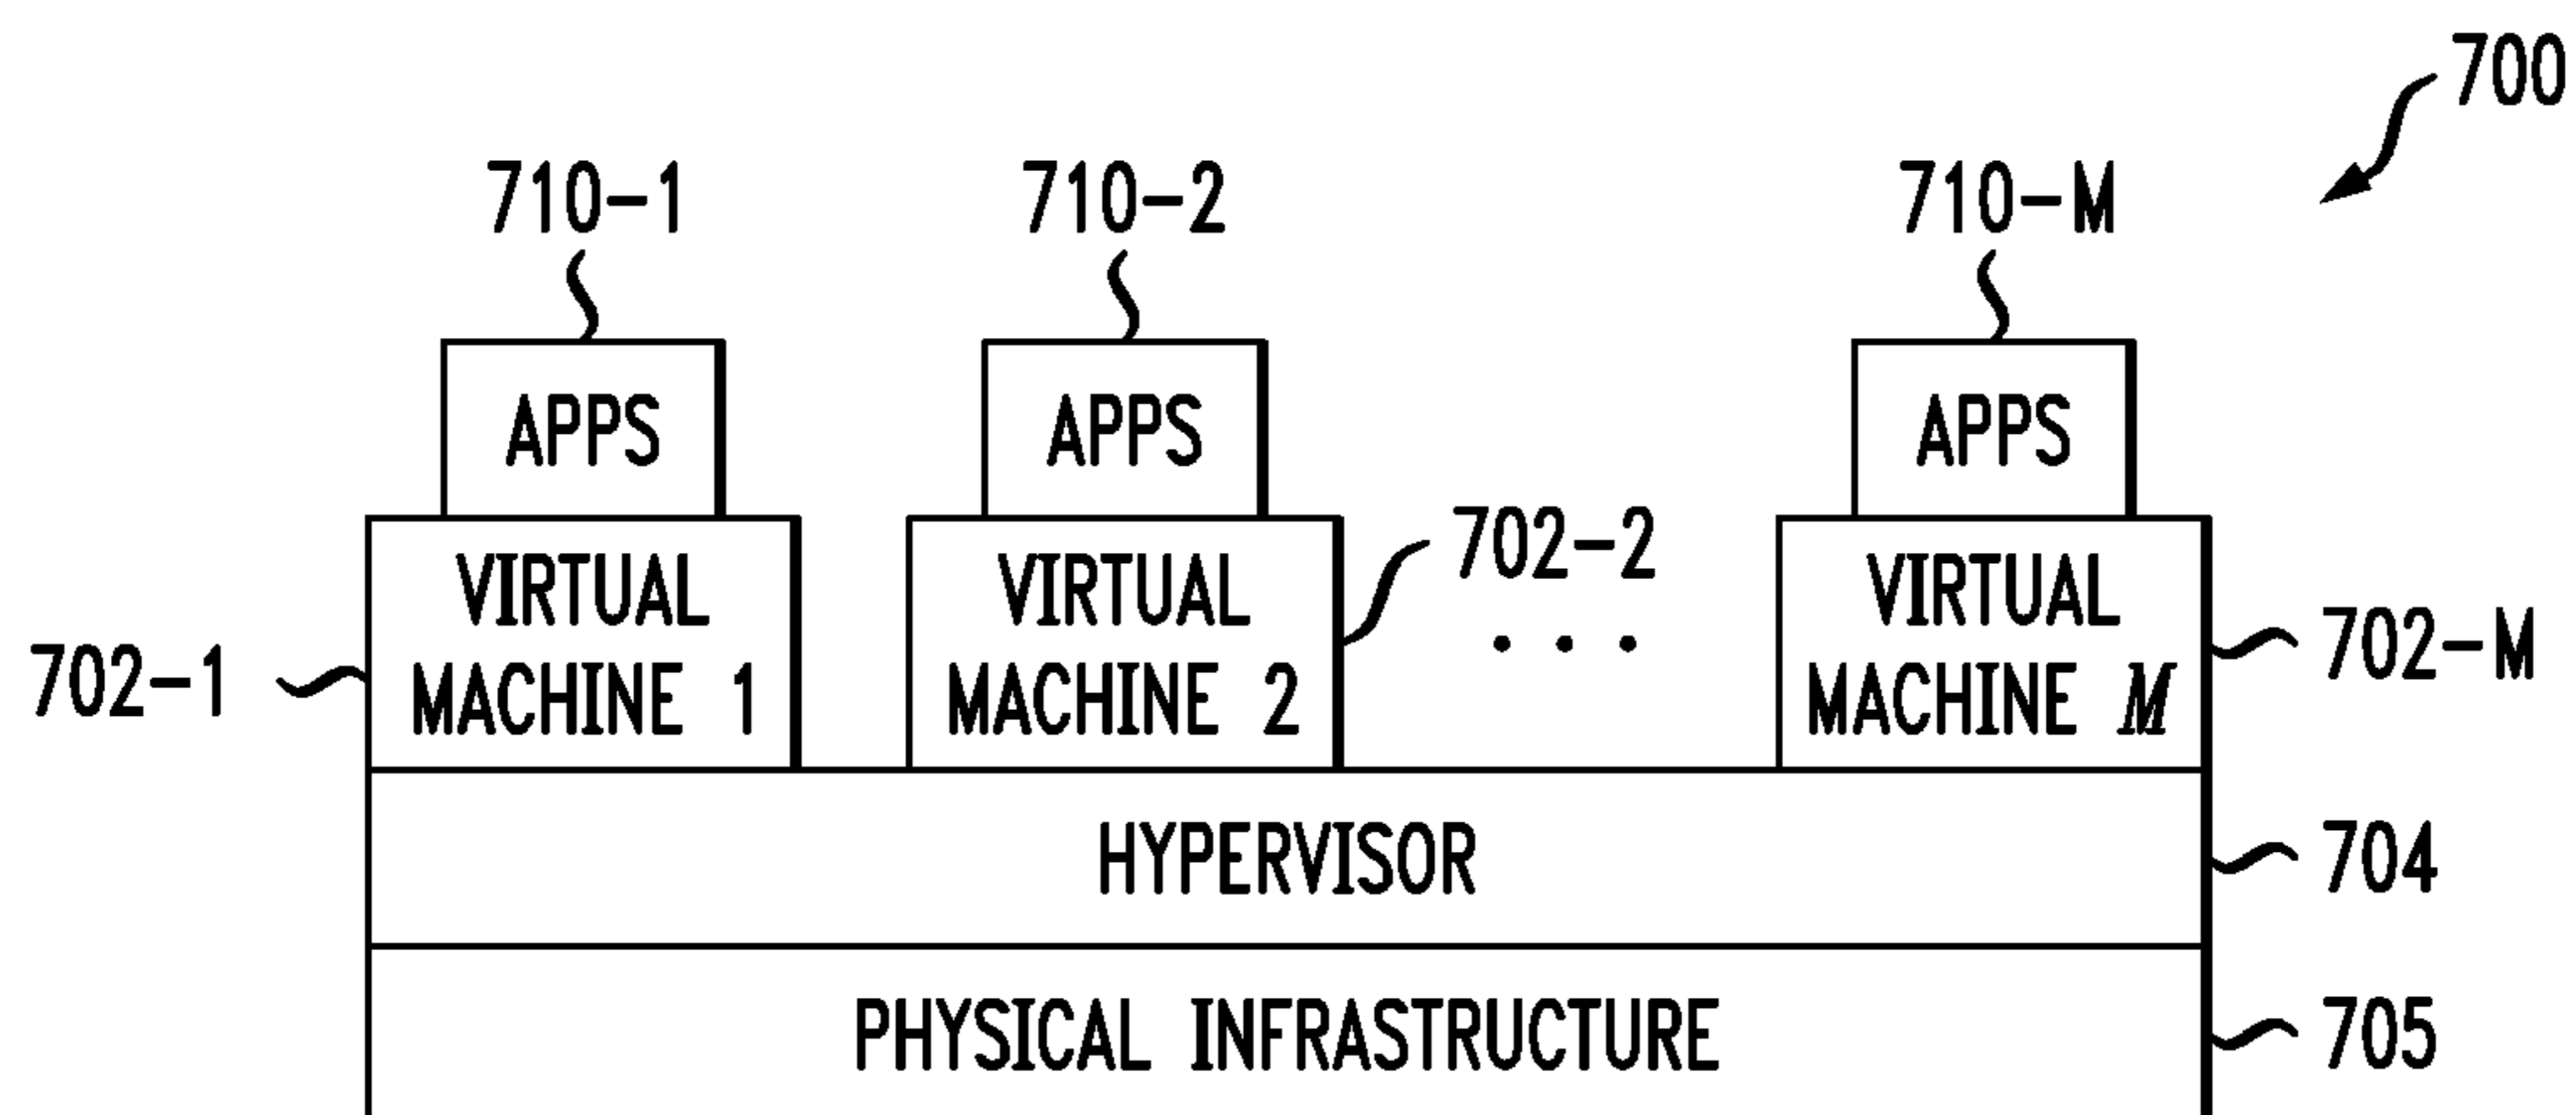 700
710-1 710-2 710-M
APPS APPS APPS
702-2
VIRTUAL VIRTUAL VIRTUAL
702-1 MACHINE 1 MACHINE 2 . . . MACHINE M 702-M
HYPERVISOR 704
PHYSICAL INFRASTRUCTURE 705